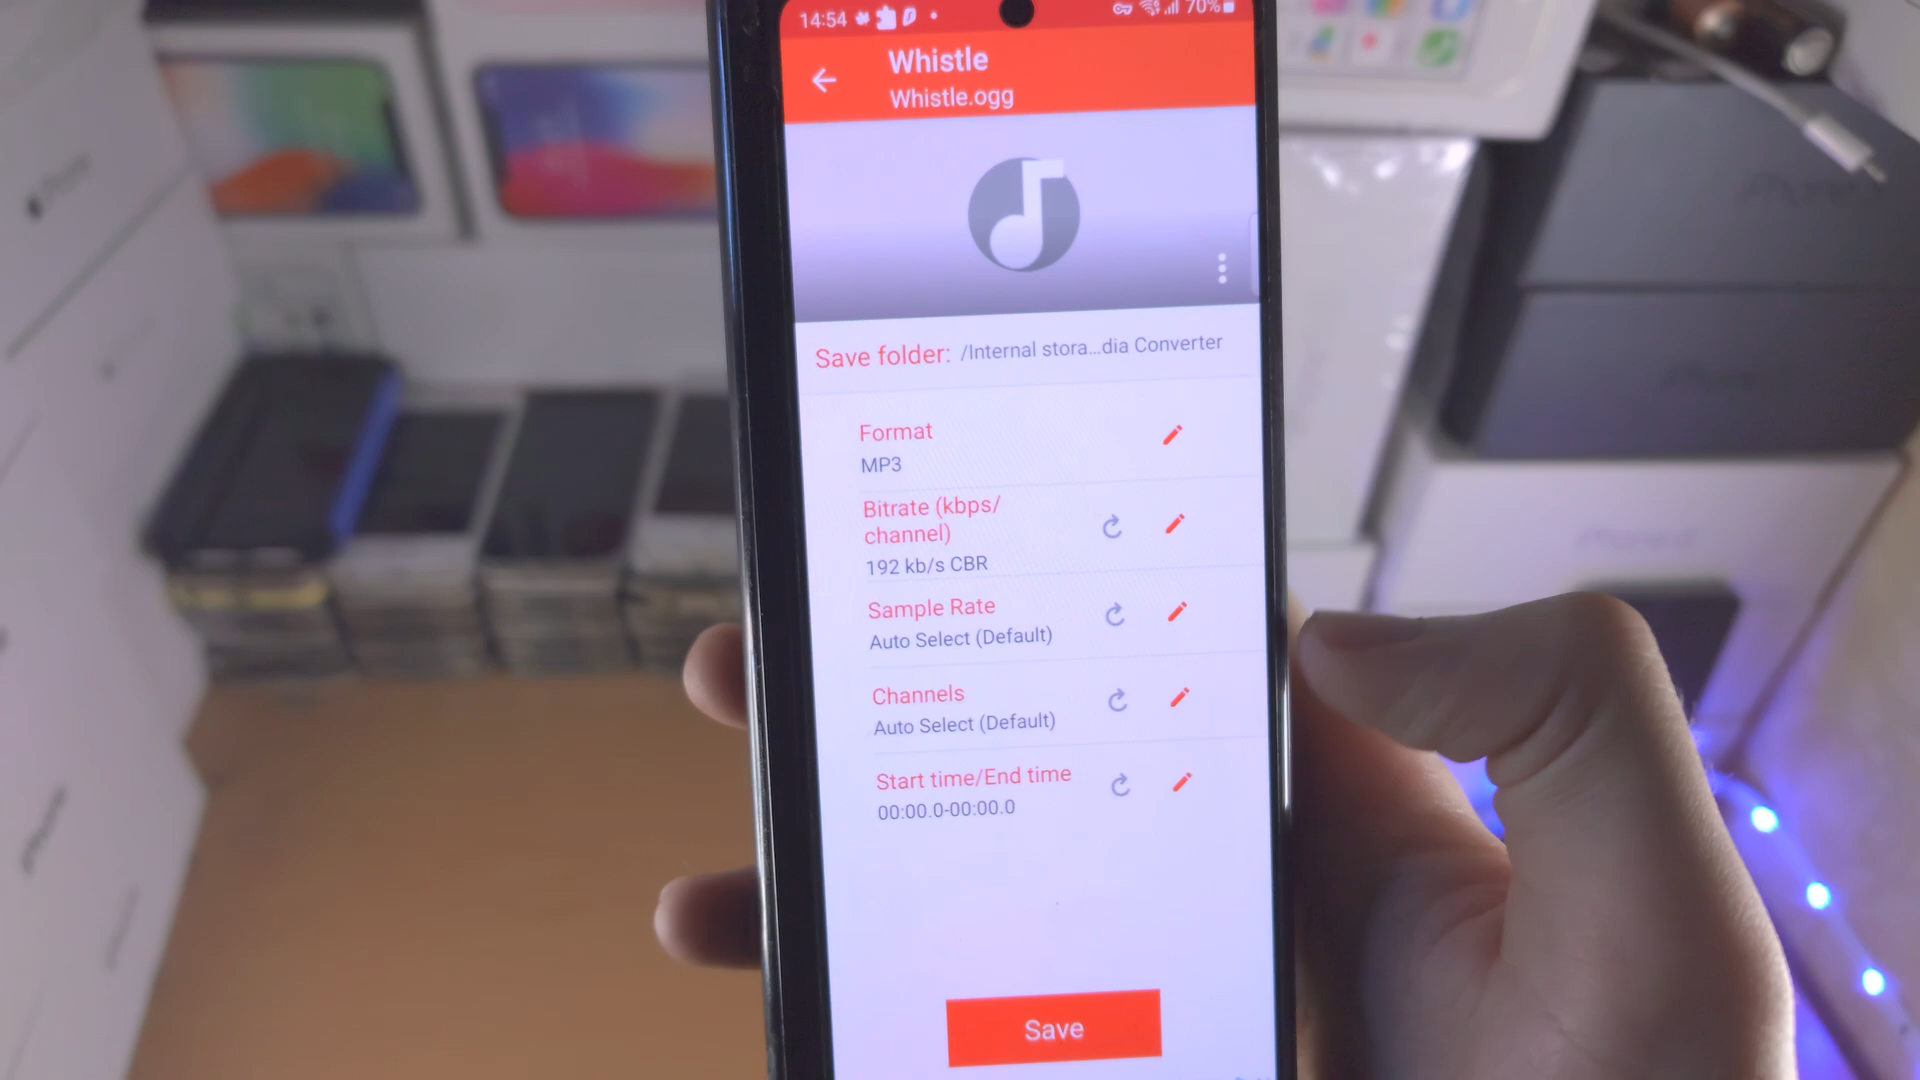 14:54
70%
Whistle
Whistle.ogg
Save folder: /Internal stora...dia Converter
Format
MP3
Bitrate (kbps/
channel)
192 kb/s CBR
Sample Rate
Auto Select (Default)
Channels
Auto Select (Default)
Start time/End time
00:00.0-00:00.0
Save